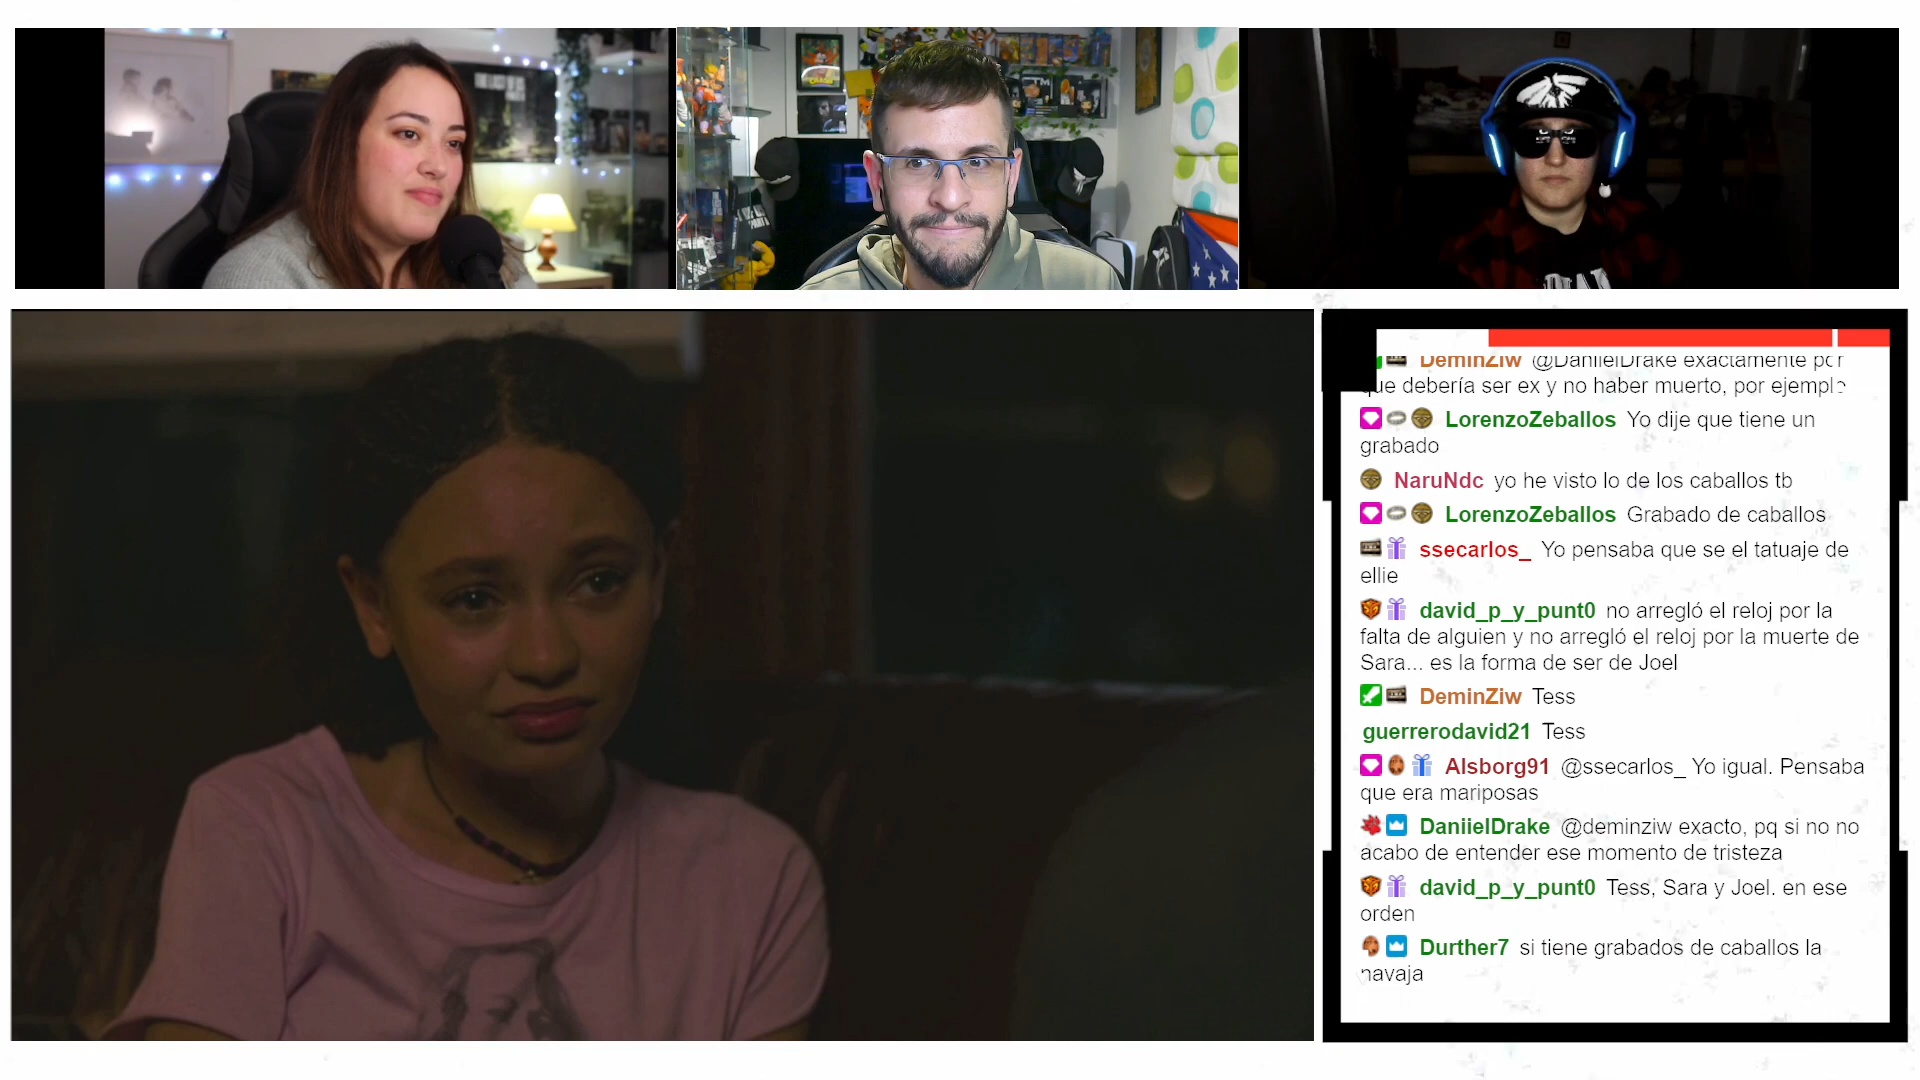 DeminZiw @DaniielDrake exactamente por
que debería ser ex y no haber muerto, por ejemplo
LorenzoZeballos Yo dije que tiene un
grabado
NaruNdc yo he visto lo de los caballos tb
LorenzoZeballos Grabado de caballos
ssecarlos_ Yo pensaba que se el tatuaje de
ellie
david_p_y_punt0 no arregló el reloj por la
falta de alguien y no arregló el reloj por la muerte de
Sara... es la forma de ser de Joel
DeminZiw Tess
guerrerodavid21 Tess
Alsborg91 @ssecarlos_ Yo igual. Pensaba
que era mariposas
DaniielDrake @deminziw exacto, pq si no no
acabo de entender ese momento de tristeza
david_p_y_punt0 Tess, Sara y Joel. en ese
orden
Durther7 si tiene grabados de caballos la
navaja